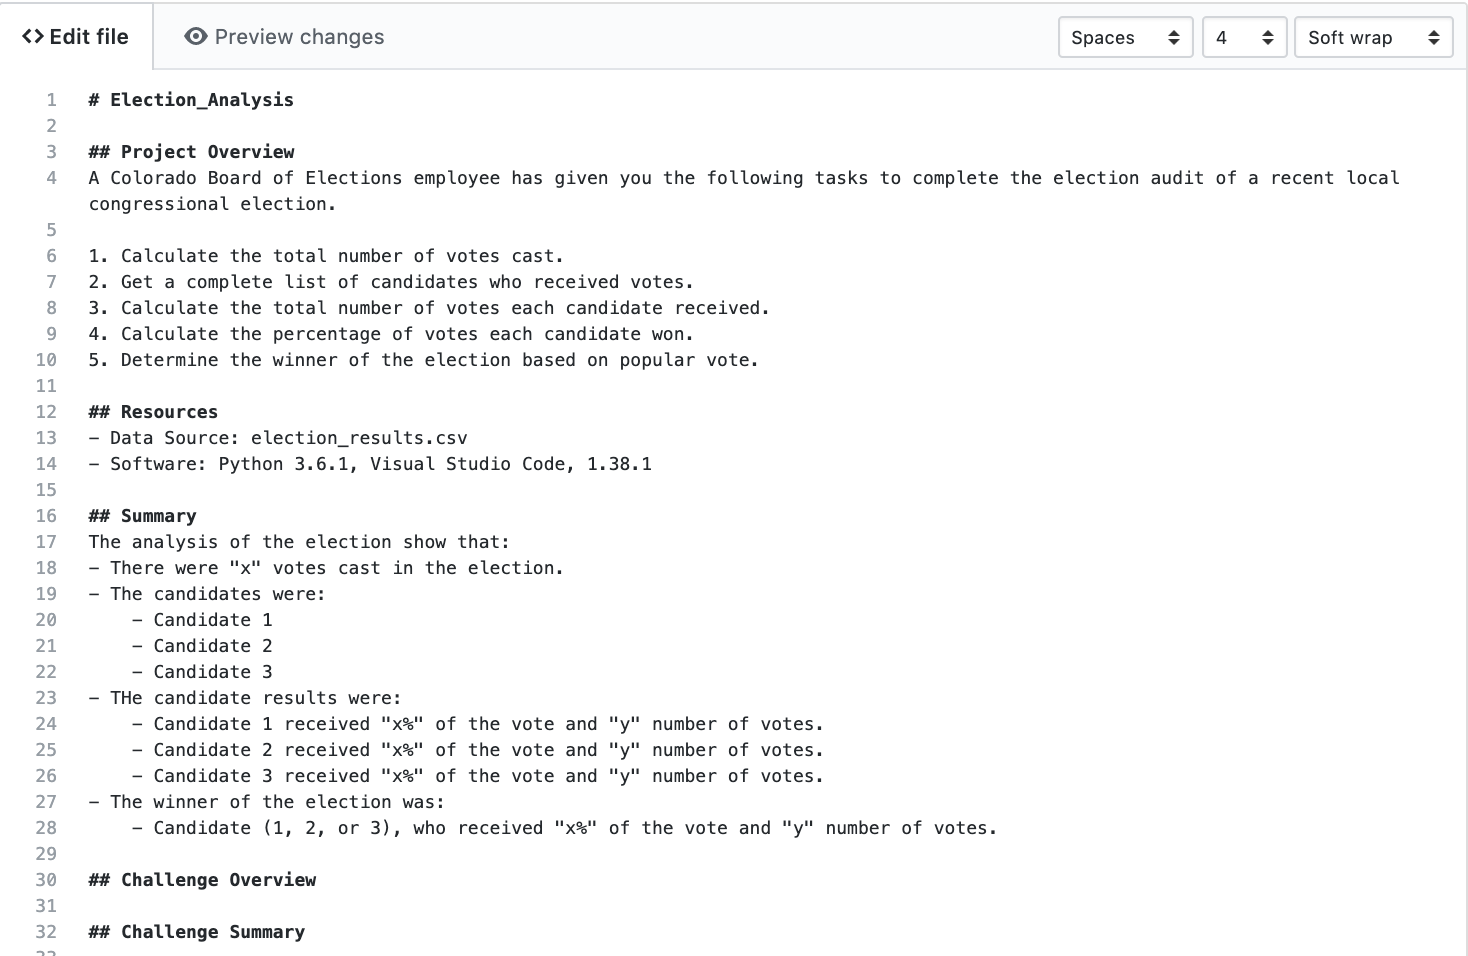 <> Edit file
Preview changes
Spaces
4
Soft wrap
1 # Election_Analysis
2
3 ## Project Overview
4 A Colorado Board of Elections employee has given you the following tasks to complete the election audit of a recent local
congressional election.
5
6 1. Calculate the total number of votes cast.
7 2. Get a complete list of candidates who received votes.
8 3. Calculate the total number of votes each candidate received.
9 4. Calculate the percentage of votes each candidate won.
10 5. Determine the winner of the election based on popular vote.
11
12 ## Resources
13 - Data Source: election_results.csv
14 - Software: Python 3.6.1, Visual Studio Code, 1.38.1
15
16 ## Summary
17 The analysis of the election show that:
18 - There were "x" votes cast in the election.
19 - The candidates were:
20     - Candidate 1
21     - Candidate 2
22     - Candidate 3
23 - THe candidate results were:
24     - Candidate 1 received "x%" of the vote and "y" number of votes.
25     - Candidate 2 received "x%" of the vote and "y" number of votes.
26     - Candidate 3 received "x%" of the vote and "y" number of votes.
27 - The winner of the election was:
28     - Candidate (1, 2, or 3), who received "x%" of the vote and "y" number of votes.
29
30 ## Challenge Overview
31
32 ## Challenge Summary